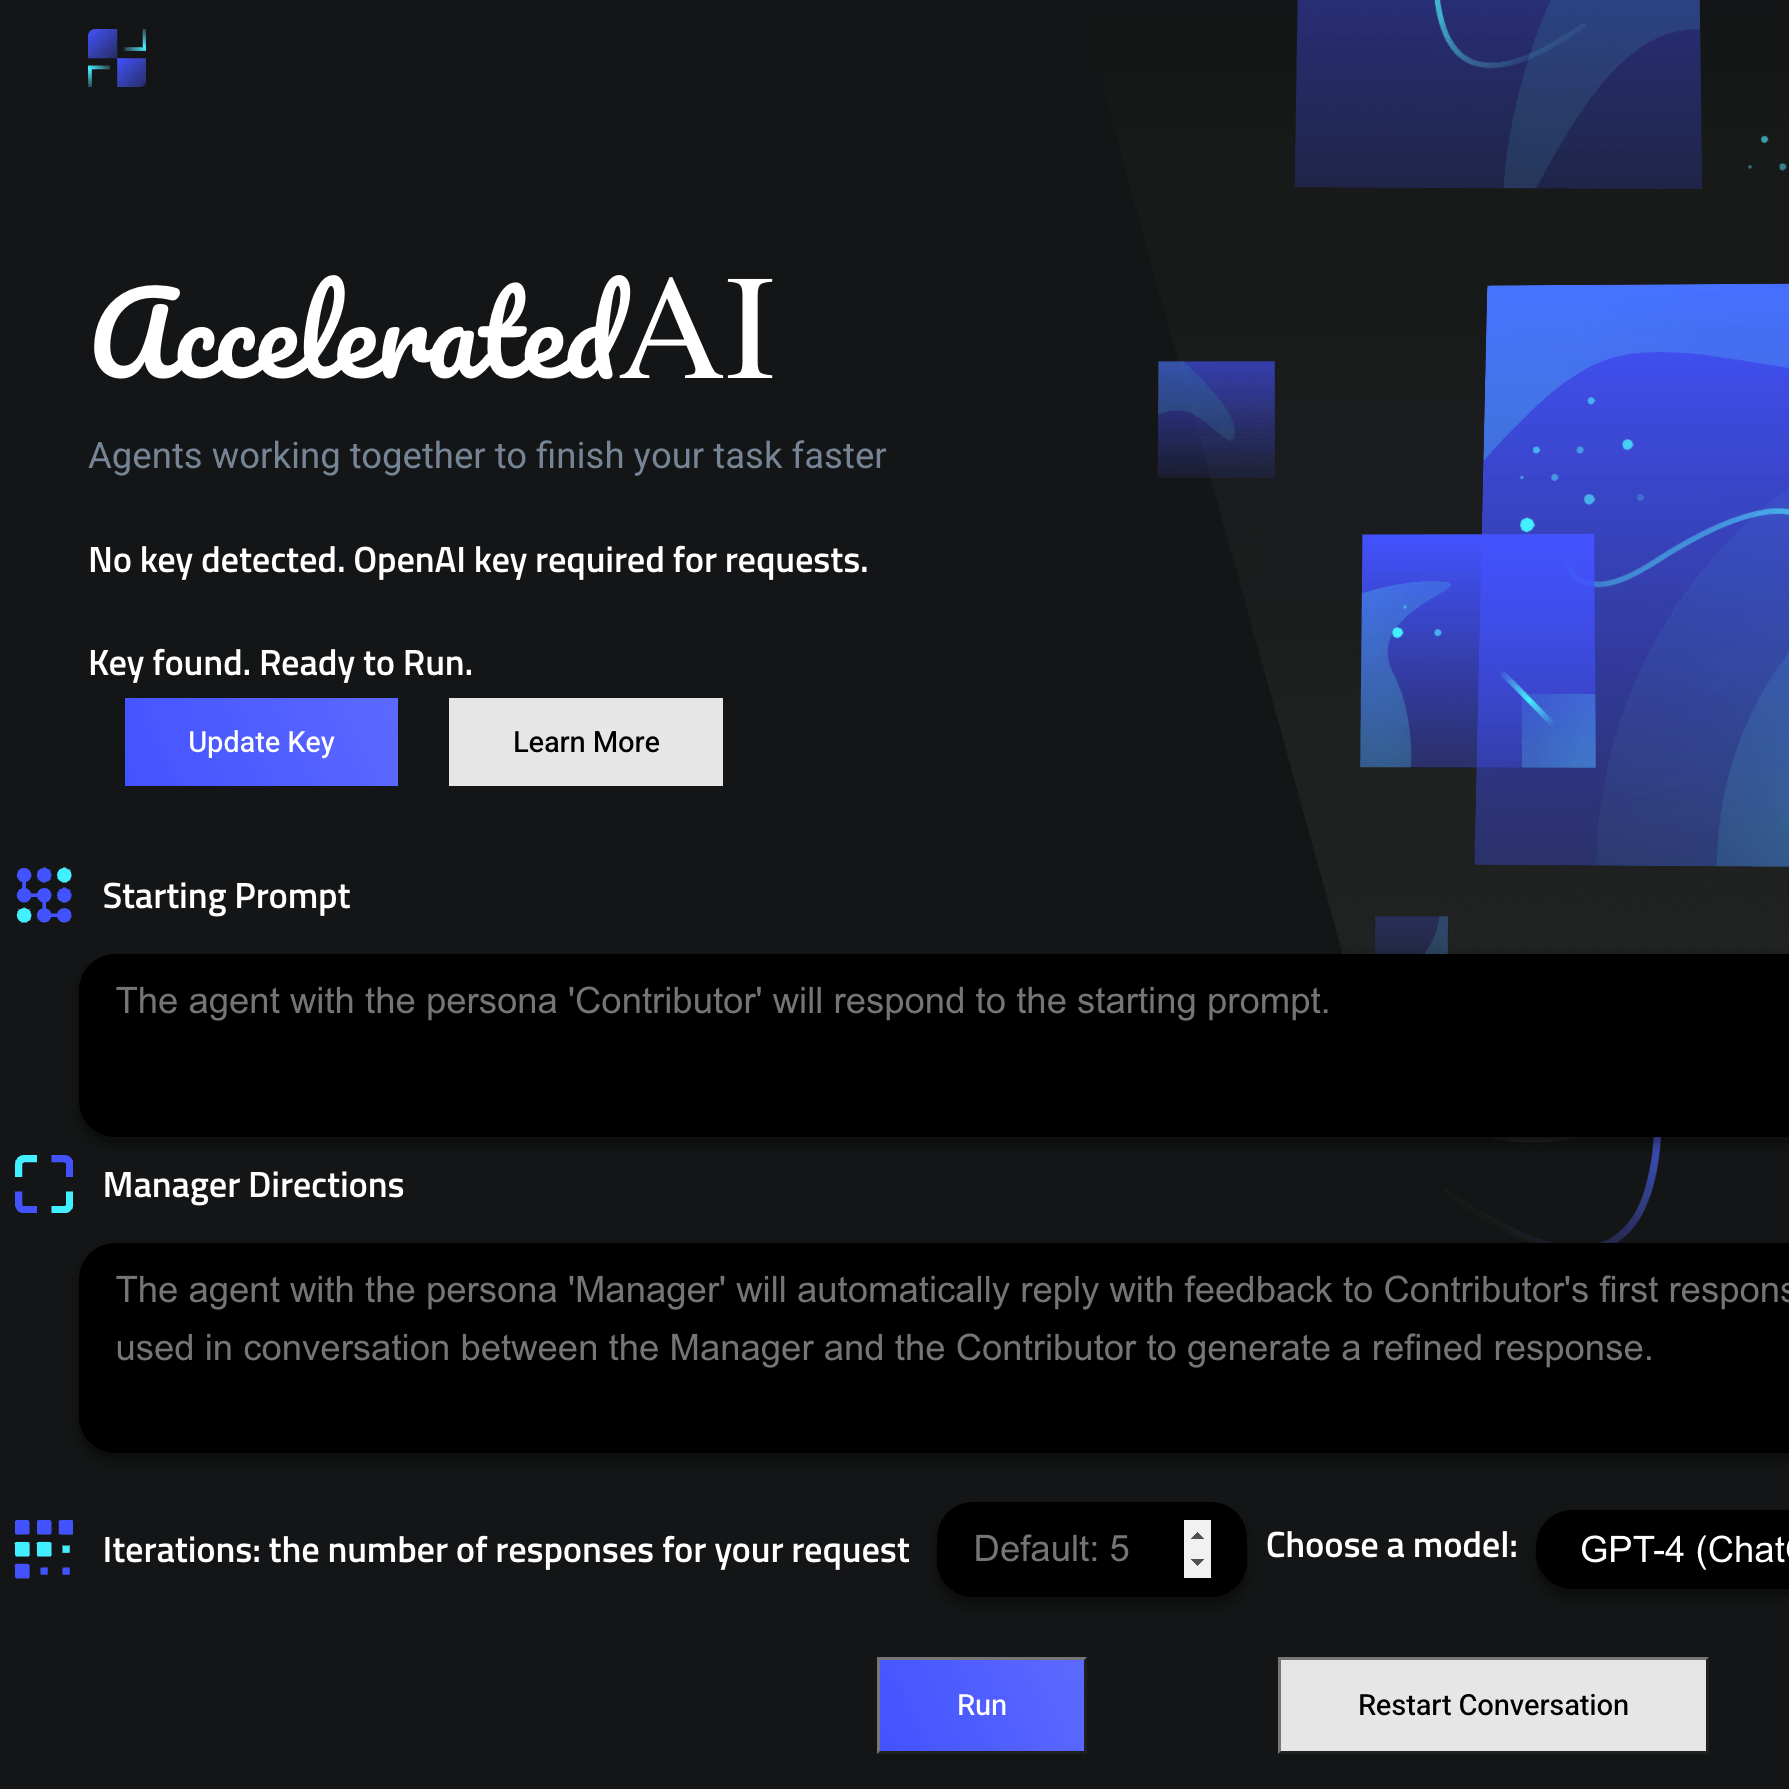 AcceleratedAI
Agents working together to finish your task faster
No key detected. OpenAI key required for requests.
Key found. Ready to Run.
Update Key Learn More
Starting Prompt
The agent with the persona 'Contributor' will respond to the starting prompt.
Manager Directions
The agent with the persona 'Manager' will automatically reply with feedback to Contributor's first
used in conversation between the Manager and the Contributor to generate a refined response.
Iterations: the number of responses for your request Default: 5 Choose a model: GPT-4
Run Restart Conversation